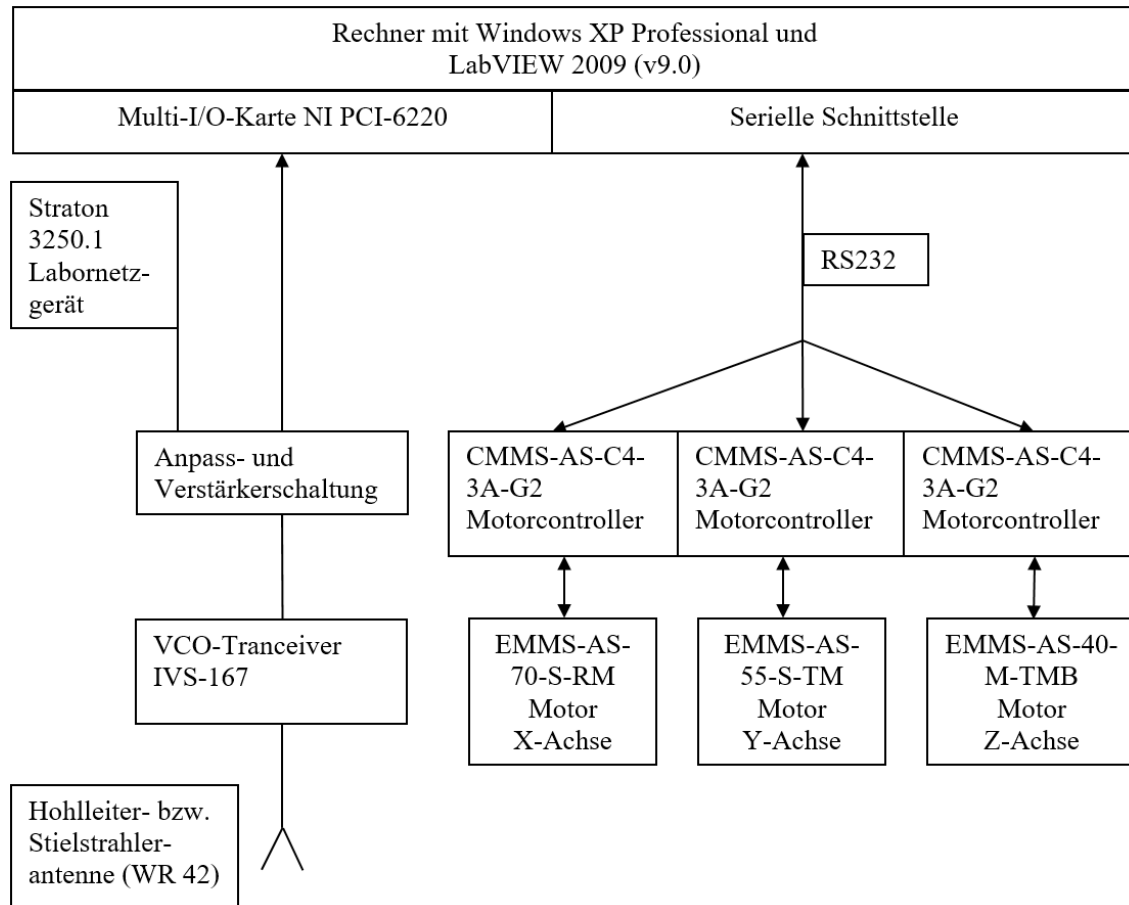 Rechner mit Windows XP Professional und
LabVIEW 2009 (v9.0)
Multi-I/O-Karte NI PCI-6220
Serielle Schnittstelle
Straton
3250.1
Labornetz-
gerät
RS232
Anpass- und
Verstärkerschaltung
CMMS-AS-C4-
3A-G2
Motorcontroller
CMMS-AS-C4-
3A-G2
Motorcontroller
CMMS-AS-C4-
3A-G2
Motorcontroller
VCO-Tranceiver
IVS-167
EMMS-AS-
70-S-RM
Motor
X-Achse
EMMS-AS-
55-S-TM
Motor
Y-Achse
EMMS-AS-40-
M-TMB
Motor
Z-Achse
Hohlleiter- bzw.
Stielstrahler-
antenne (WR 42)